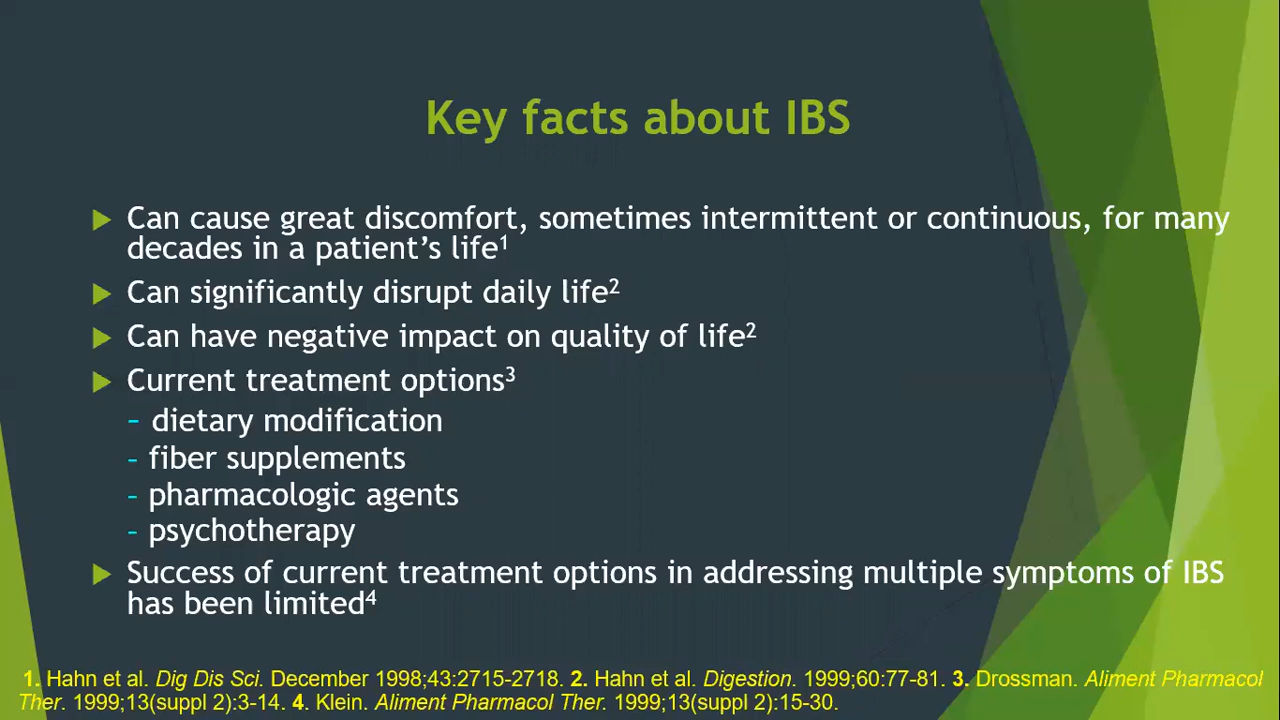 Key facts about IBS
Can cause great discomfort, sometimes intermittent or continuous, for many
decades in a patient’s life1
Can significantly disrupt daily life2
Can have negative impact on quality of life2
Current treatment options3
– dietary modification
– fiber supplements
– pharmacologic agents
– psychotherapy
Success of current treatment options in addressing multiple symptoms of IBS
has been limited4
1. Hahn et al. Dig Dis Sci. December 1998;43:2715-2718. 2. Hahn et al. Digestion. 1999;60:77-81. 3. Drossman. Aliment Pharmacol
Ther. 1999;13(suppl 2):3-14. 4. Klein. Aliment Pharmacol Ther. 1999;13(suppl 2):15-30.